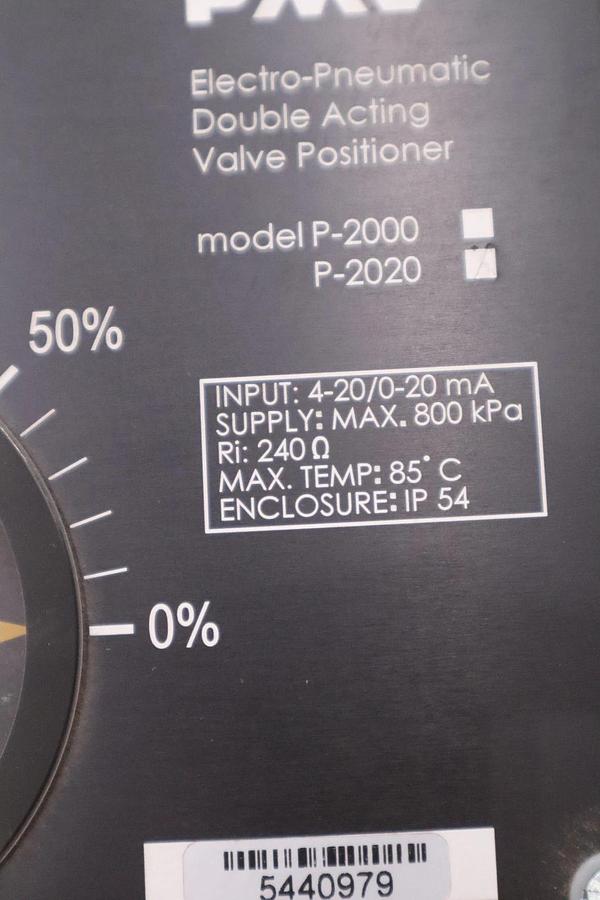 PMV
Electro-Pneumatic
Double Acting
Valve Positioner
model P-2000
P-2020
50%
INPUT: 4-20/0-20 mA
SUPPLY: MAX. 800 kPa
Ri: 240 Ω
MAX. TEMP: 85° C
ENCLOSURE: IP 54
0%
5440979